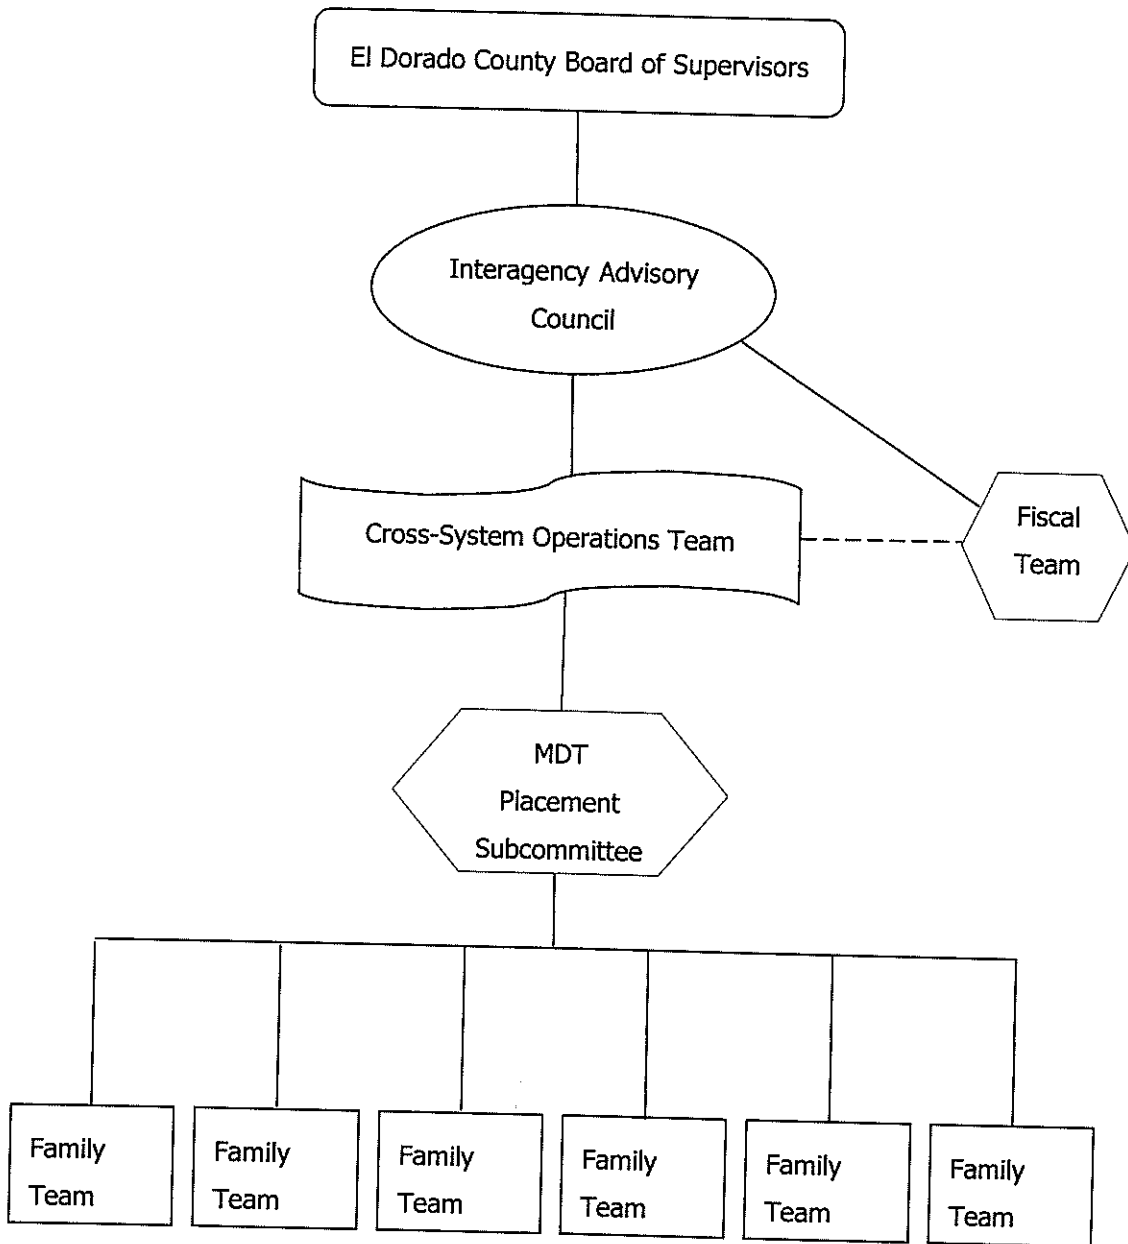 El Dorado County Board of Supervisors
Interagency Advisory
Council
Cross-System Operations Team
Fiscal
Team
MDT
Placement
Subcommittee
Family
Team
Family
Team
Family
Team
Family
Team
Family
Team
Family
Team